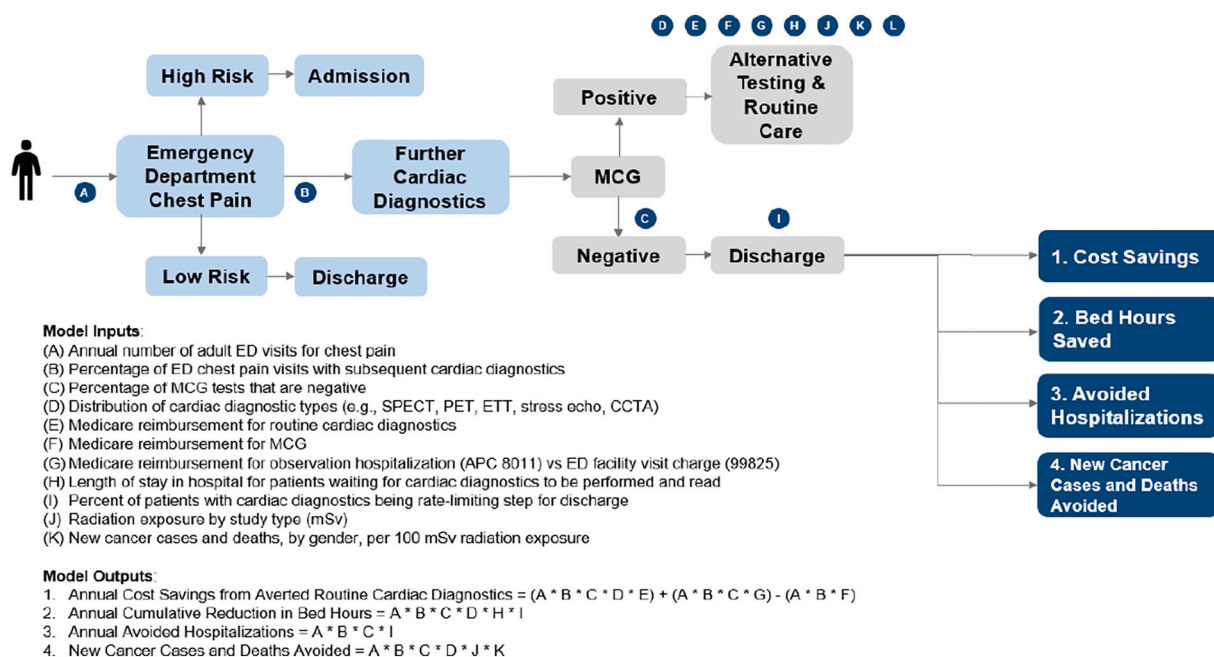 D E F G H J K L
High Risk
Admission
Positive
Alternative
Testing &
Routine
Care
Emergency
Department
Chest Pain
Further
Cardiac
Diagnostics
MCG
A
B
C
I
Low Risk
Discharge
Negative
Discharge
1. Cost Savings
2. Bed Hours
Saved
3. Avoided
Hospitalizations
4. New Cancer
Cases and Deaths
Avoided
Model Inputs:
(A) Annual number of adult ED visits for chest pain
(B) Percentage of ED chest pain visits with subsequent cardiac diagnostics
(C) Percentage of MCG tests that are negative
(D) Distribution of cardiac diagnostic types (e.g., SPECT, PET, ETT, stress echo, CCTA)
(E) Medicare reimbursement for routine cardiac diagnostics
(F) Medicare reimbursement for MCG
(G) Medicare reimbursement for observation hospitalization (APC 8011) vs ED facility visit charge (99825)
(H) Length of stay in hospital for patients waiting for cardiac diagnostics to be performed and read
(I) Percent of patients with cardiac diagnostics being rate-limiting step for discharge
(J) Radiation exposure by study type (mSv)
(K) New cancer cases and deaths, by gender, per 100 mSv radiation exposure
Model Outputs:
1. Annual Cost Savings from Averted Routine Cardiac Diagnostics = (A * B * C * D * E) + (A * B * C * G) - (A * B * F)
2. Annual Cumulative Reduction in Bed Hours = A * B * C * D * H * I
3. Annual Avoided Hospitalizations = A * B * C * I
4. New Cancer Cases and Deaths Avoided = A * B * C * D * J * K